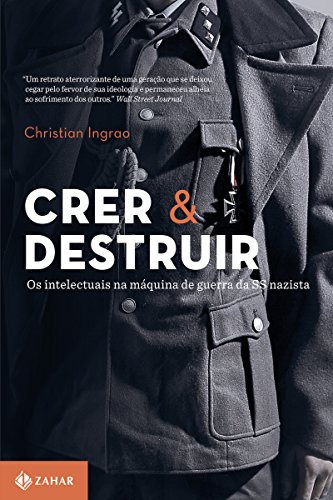 “Um retrato aterrorizante de uma geração que se deixou
cegar pelo fervor de sua ideologia e permaneceu alheia
ao sofrimento dos outros.” Wall Street Journal
Christian Ingrao
CRER &
DESTRUIR
Os intelectuais na máquina de guerra da SS nazista
ZAHAR